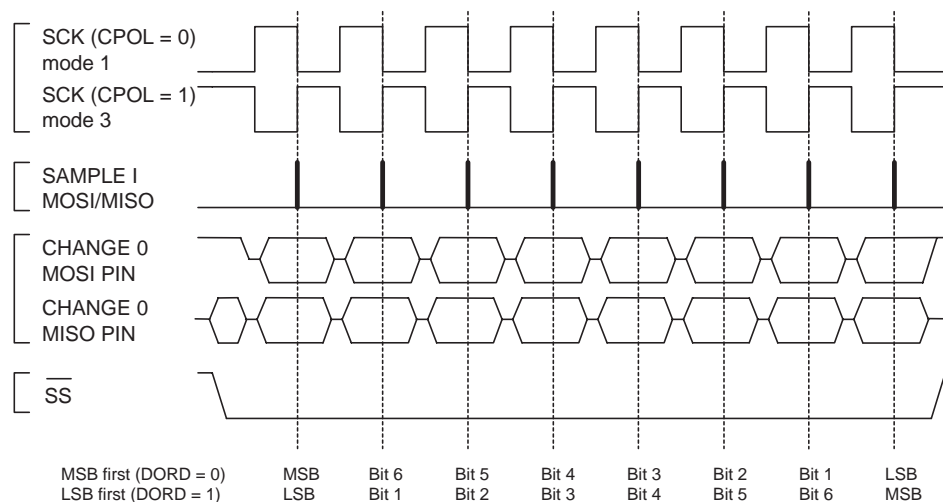 SCK (CPOL = 0)
mode 1
SCK (CPOL = 1)
mode 3
SAMPLE I
MOSI/MISO
CHANGE 0
MOSI PIN
CHANGE 0
MISO PIN
SS
MSB first (DORD = 0) MSB Bit 6 Bit 5 Bit 4 Bit 3 Bit 2 Bit 1 LSB
LSB first (DORD = 1) LSB Bit 1 Bit 2 Bit 3 Bit 4 Bit 5 Bit 6 MSB